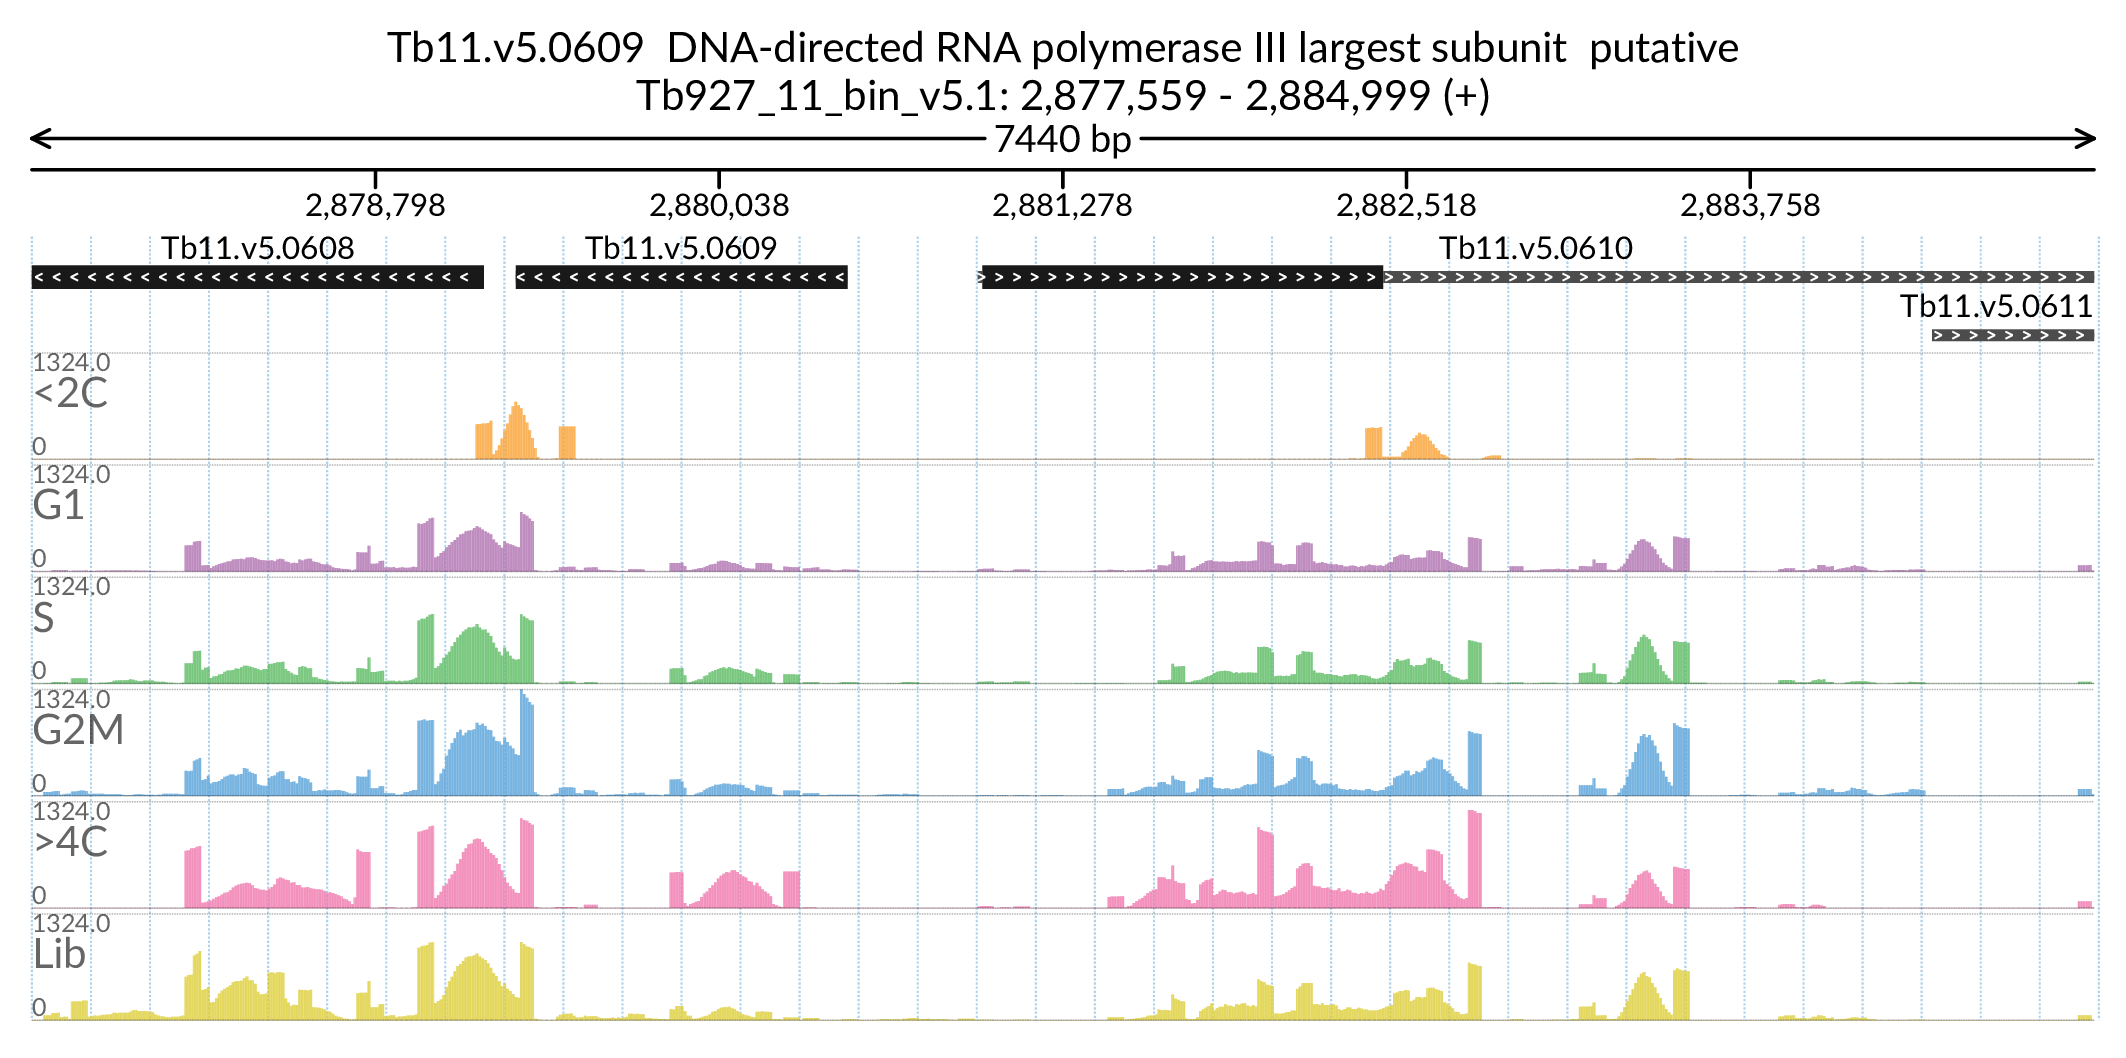 Tb11.v5.0609  DNA-directed RNA polymerase III largest subunit  putative
Tb927_11_bin_v5.1: 2,877,559 - 2,884,999 (+)
7440 bp
2,878,798 2,880,038 2,881,278 2,882,518 2,883,758
Tb11.v5.0608 Tb11.v5.0609 Tb11.v5.0610
Tb11.v5.0611
1324.0
<2C
0
1324.0
G1
0
1324.0
S
0
1324.0
G2M
0
1324.0
>4C
0
1324.0
Lib
0